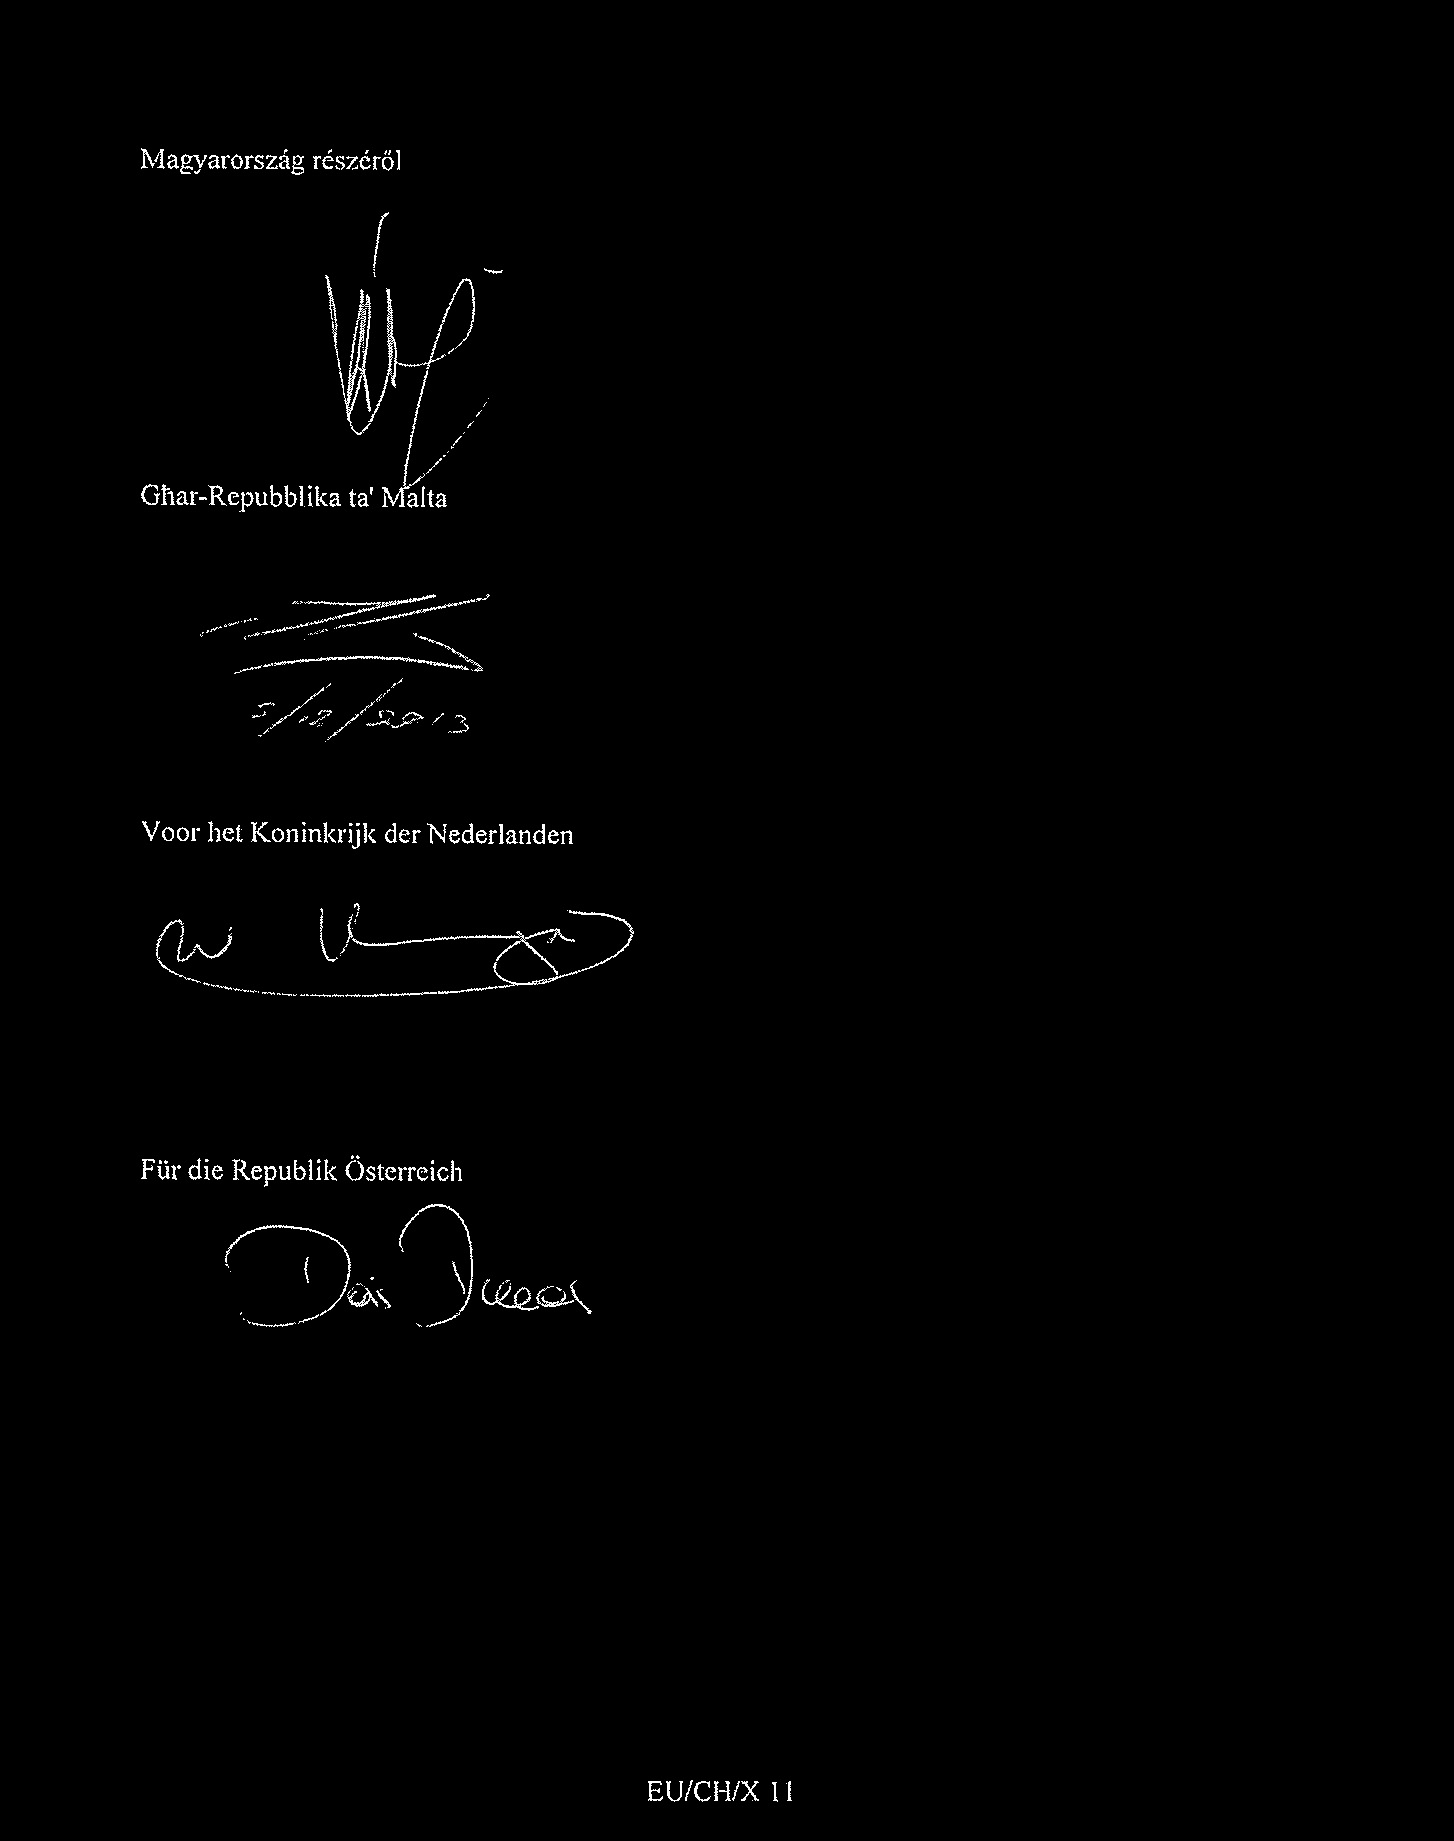 Magyarország részéről
Għar-Repubblika ta' Malta
5/12/2013
Voor het Koninkrijk der Nederlanden
Für die Republik Österreich
EU/CH/X 11